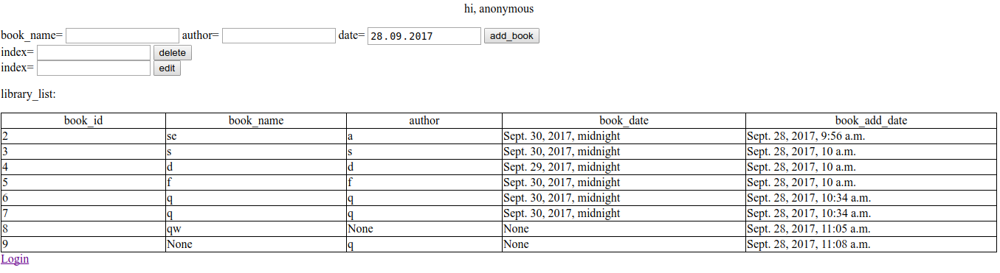 hi, anonymous
book_name= author= date= 28.09.2017 add_book
index= delete
index= edit
library_list:
book_id book_name author book_date book_add_date
2 se a Sept. 30, 2017, midnight Sept. 28, 2017, 9:56 a.m.
3 s s Sept. 30, 2017, midnight Sept. 28, 2017, 10 a.m.
4 d d Sept. 29, 2017, midnight Sept. 28, 2017, 10 a.m.
5 f f Sept. 30, 2017, midnight Sept. 28, 2017, 10 a.m.
6 q q Sept. 30, 2017, midnight Sept. 28, 2017, 10:34 a.m.
7 q q Sept. 30, 2017, midnight Sept. 28, 2017, 10:34 a.m.
8 qw None None Sept. 28, 2017, 11:05 a.m.
9 None q None Sept. 28, 2017, 11:08 a.m.
Login